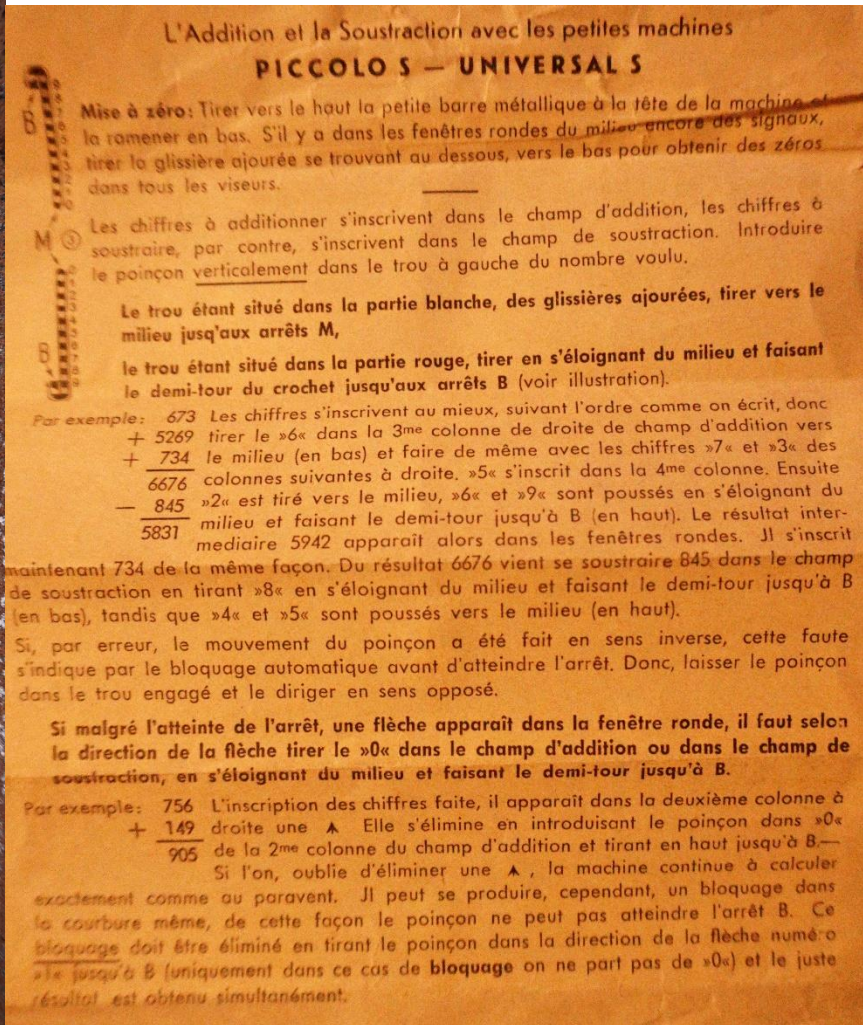 L'Addition et la Soustraction avec les petites machines
PICCOLO S — UNIVERSAL S
B
Mise à zéro: Tirer vers le haut la petite barre métallique à la tête de la machine et
la ramener en bas. S'il y a dans les fenêtres rondes du milieu encore des signaux,
tirer la glissière ajourée se trouvant au dessous, vers le bas pour obtenir des zéros
dans tous les viseurs.
M
Les chiffres à additionner s'inscrivent dans le champ d'addition, les chiffres à
soustraire, par contre, s'inscrivent dans le champ de soustraction. Introduire
le poinçon verticalement dans le trou à gauche du nombre voulu.
Le trou étant situé dans la partie blanche, des glissières ajourées, tirer vers le
milieu jusq'aux arrêts M,
B
le trou étant situé dans la partie rouge, tirer en s'éloignant du milieu et faisant
le demi-tour du crochet jusqu'aux arrêts B (voir illustration).
Par exemple: 673 Les chiffres s'inscrivent au mieux, suivant l'ordre comme on écrit, donc
+ 5269 tirer le »6« dans la 3me colonne de droite de champ d'addition vers
+ 734 le milieu (en bas) et faire de même avec les chiffres »7« et »3« des
6676 colonnes suivantes à droite. »5« s'inscrit dans la 4me colonne. Ensuite
— 845 »2« est tiré vers le milieu, »6« et »9« sont poussés en s'éloignant du
5831 milieu et faisant le demi-tour jusqu'à B (en haut). Le résultat inter-
mediaire 5942 apparaît alors dans les fenêtres rondes. Jl s'inscrit
maintenant 734 de la même façon. Du résultat 6676 vient se soustraire 845 dans le champ
de soustraction en tirant »8« en s'éloignant du milieu et faisant le demi-tour jusqu'à B
(en bas), tandis que »4« et »5« sont poussés vers le milieu (en haut).
Si, par erreur, le mouvement du poinçon a été fait en sens inverse, cette faute
s'indique par le bloquage automatique avant d'atteindre l'arrêt. Donc, laisser le poinçon
dans le trou engagé et le diriger en sens opposé.
Si malgré l'atteinte de l'arrêt, une flèche apparaît dans la fenêtre ronde, il faut selon
la direction de la flèche tirer le »0« dans le champ d'addition ou dans le champ de
soustraction, en s'éloignant du milieu et faisant le demi-tour jusqu'à B.
Par exemple: 756 L'inscription des chiffres faite, il apparaît dans la deuxième colonne à
+ 149 droite une ↑ Elle s'élimine en introduisant le poinçon dans »0«
905 de la 2me colonne du champ d'addition et tirant en haut jusqu'à B.—
Si l'on, oublie d'éliminer une ↑ , la machine continue à calculer
exactement comme au paravent. Jl peut se produire, cependant, un bloquage dans
la courbure même, de cette façon le poinçon ne peut pas atteindre l'arrêt B. Ce
bloquage doit être éliminé en tirant le poinçon dans la direction de la flèche numéro
»1« jusqu'à B (uniquement dans ce cas de bloquage on ne part pas de »0«) et le juste
résultat est obtenu simultanément.